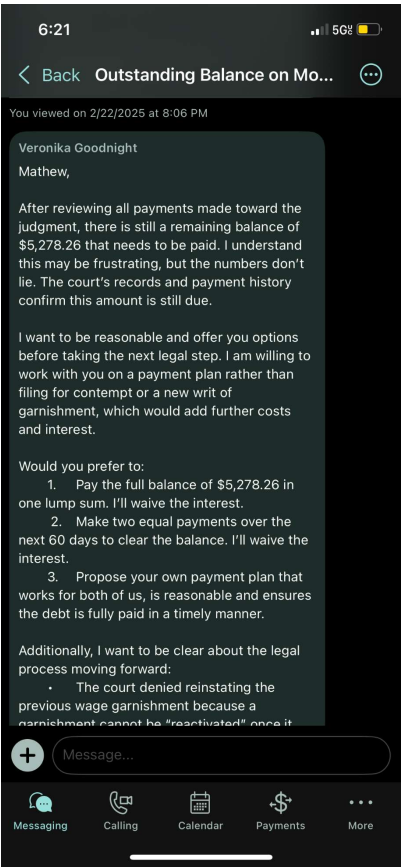 6:21
5G
Back Outstanding Balance on Mo...
You viewed on 2/22/2025 at 8:06 PM
Veronika Goodnight
Mathew,
After reviewing all payments made toward the
judgment, there is still a remaining balance of
$5,278.26 that needs to be paid. I understand
this may be frustrating, but the numbers don’t
lie. The court’s records and payment history
confirm this amount is still due.
I want to be reasonable and offer you options
before taking the next legal step. I am willing to
work with you on a payment plan rather than
filing for contempt or a new writ of
garnishment, which would add further costs
and interest.
Would you prefer to:
1. Pay the full balance of $5,278.26 in
one lump sum. I’ll waive the interest.
2. Make two equal payments over the
next 60 days to clear the balance. I’ll waive the
interest.
3. Propose your own payment plan that
works for both of us, is reasonable and ensures
the debt is fully paid in a timely manner.
Additionally, I want to be clear about the legal
process moving forward:
• The court denied reinstating the
previous wage garnishment because a
garnishment cannot be “reactivated” once it
Message...
Messaging Calling Calendar Payments More